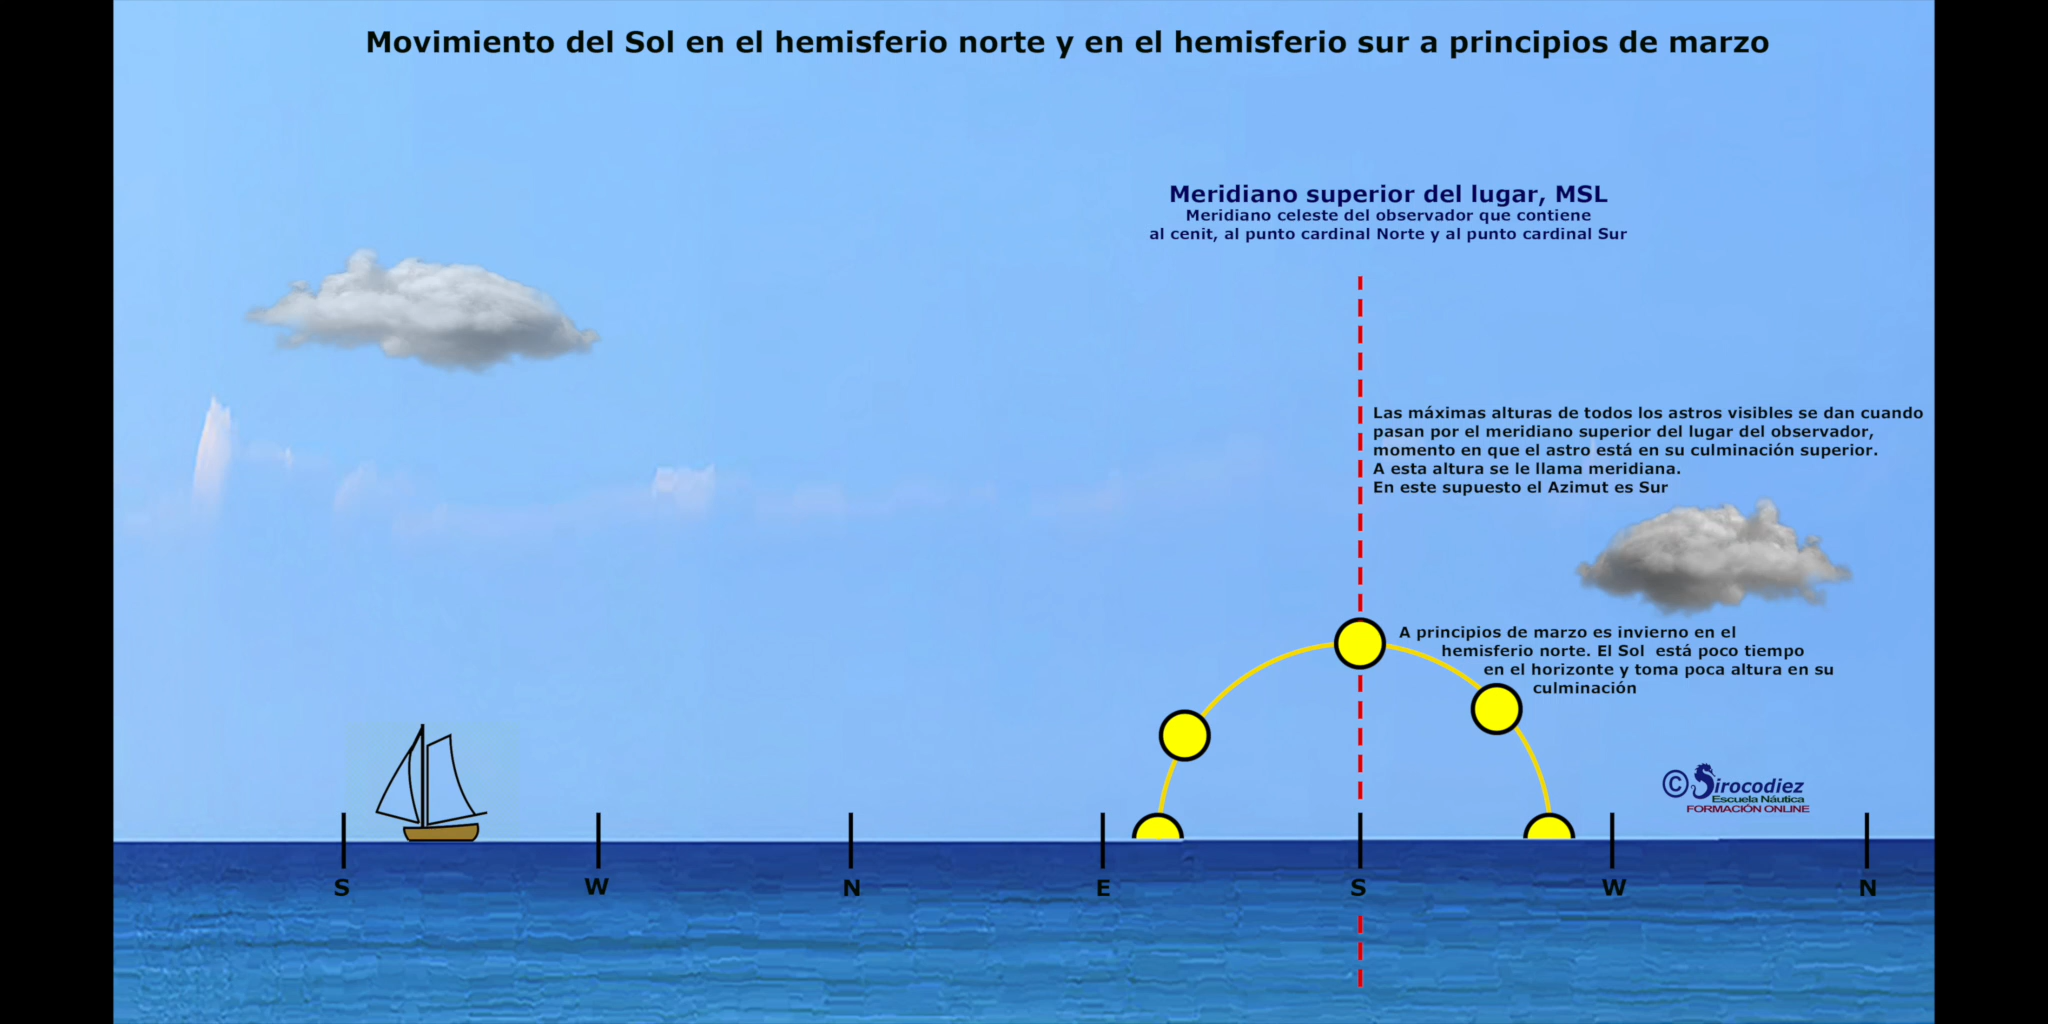 Movimiento del Sol en el hemisferio norte y en el hemisferio sur a principios de marzo
Meridiano superior del lugar, MSL
Meridiano celeste del observador que contiene
al cenit, al punto cardinal Norte y al punto cardinal Sur
Las máximas alturas de todos los astros visibles se dan cuando
pasan por el meridiano superior del lugar del observador,
momento en que el astro está en su culminación superior.
A esta altura se le llama meridiana.
En este supuesto el Azimut es Sur
A principios de marzo es invierno en el
hemisferio norte. El Sol  está poco tiempo
en el horizonte y toma poca altura en su
culminación
© Sirocodiez
Escuela Náutica
FORMACIÓN ONLINE
S W N E S W N